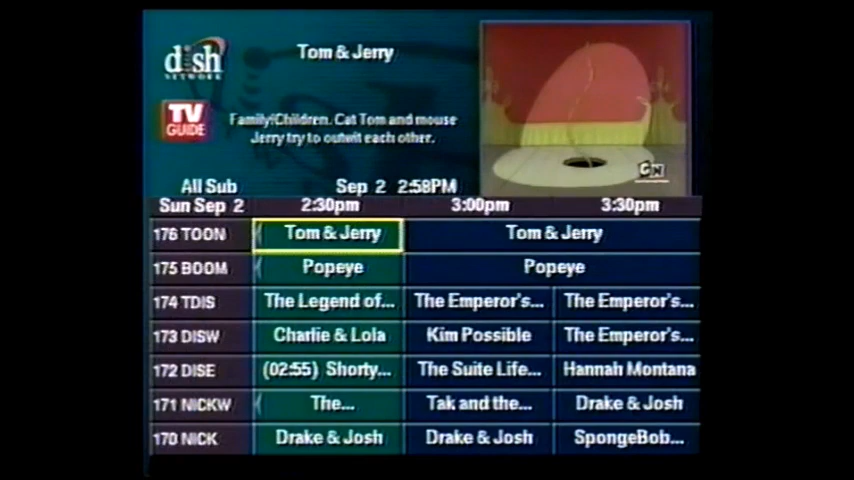 dish
NETWORK
Tom & Jerry
TV
GUIDE
Family/Children. Cat Tom and mouse
Jerry try to outwit each other.
CN
All Sub Sep 2 2:58PM
Sun Sep 2 2:30pm 3:00pm 3:30pm
176 TOON Tom & Jerry Tom & Jerry
175 BOOM Popeye Popeye
174 TDIS The Legend of... The Emperor's... The Emperor's...
173 DISW Charlie & Lola Kim Possible The Emperor's...
172 DISE (02:55) Shorty... The Suite Life... Hannah Montana
171 NICKW The... Tak and the... Drake & Josh
170 NICK Drake & Josh Drake & Josh SpongeBob...